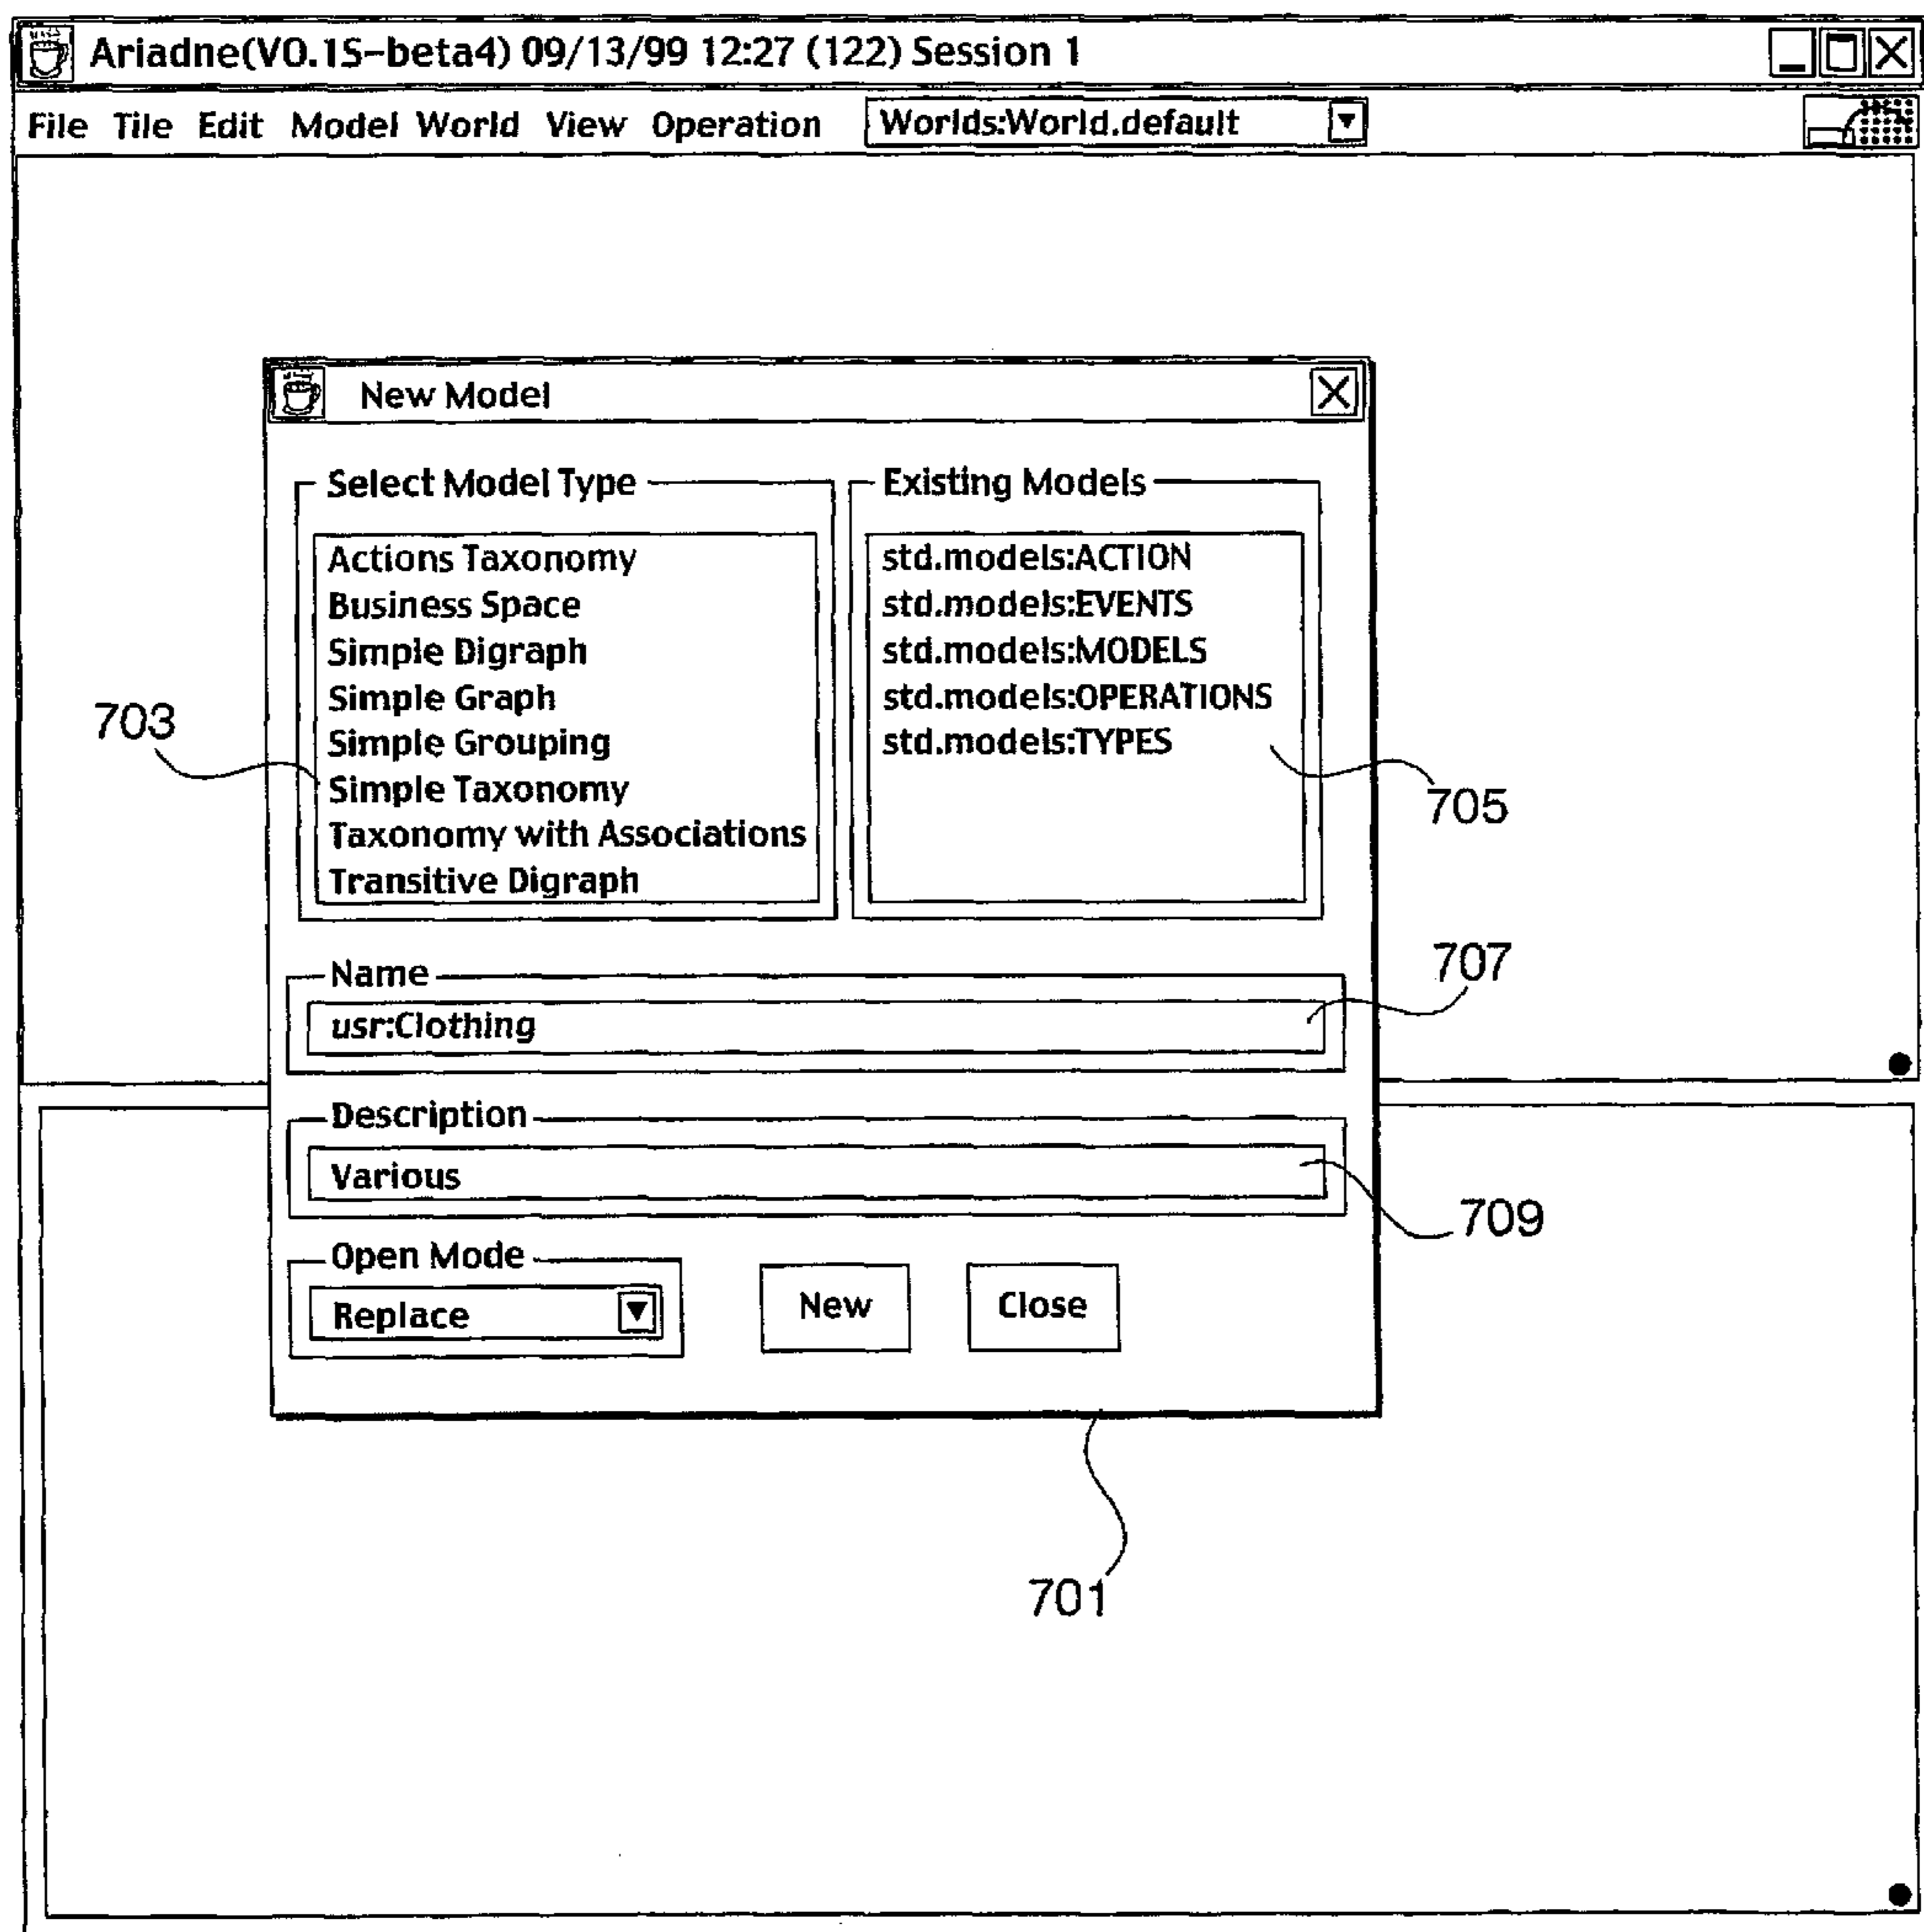 Ariadne(V0.1S-beta4) 09/13/99 12:27 (122) Session 1
File Tile Edit Model World View Operation Worlds:World.default
New Model
Select Model Type
Actions Taxonomy
Business Space
Simple Digraph
Simple Graph
Simple Grouping
Simple Taxonomy
Taxonomy with Associations
Transitive Digraph
Existing Models
std.models:ACTION
std.models:EVENTS
std.models:MODELS
std.models:OPERATIONS
std.models:TYPES
703
705
Name
usr:Clothing
707
Description
Various
709
Open Mode
Replace
New
Close
701